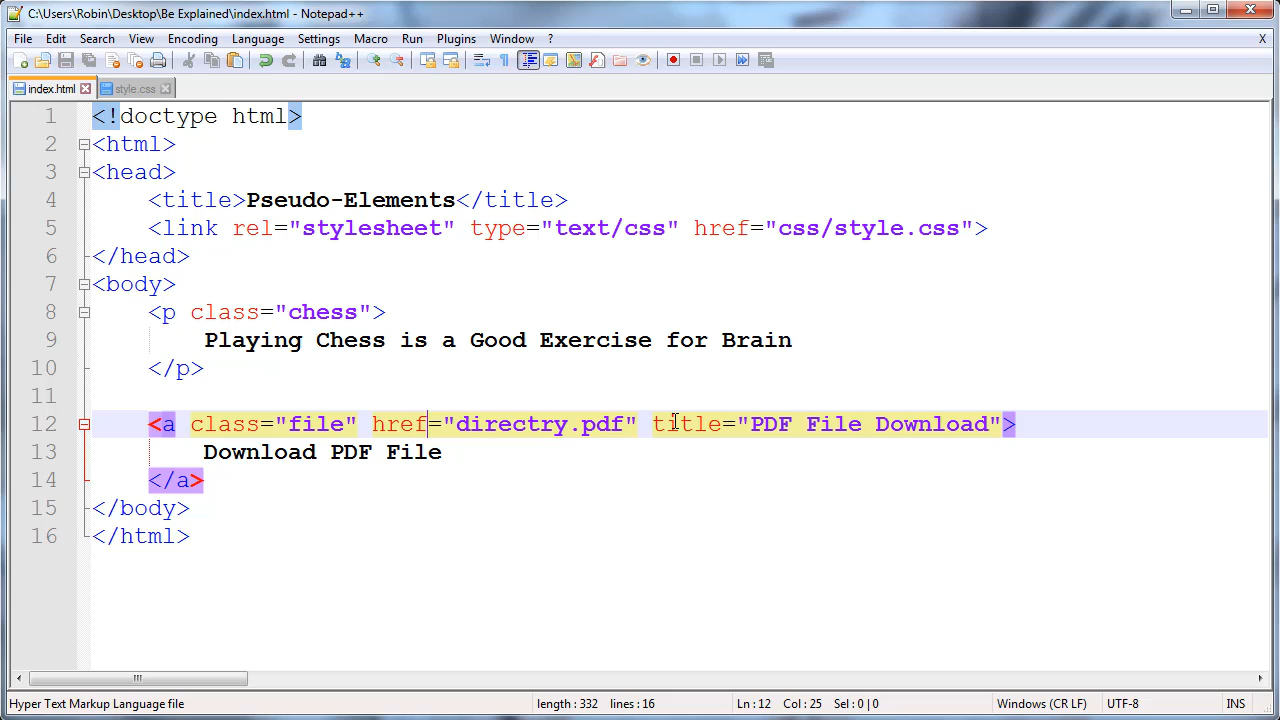 C:\Users\Robin\Desktop\Be Explained\index.html - Notepad++
File Edit Search View Encoding Language Settings Macro Run Plugins Window ? X
index.html style.css
1 <!doctype html>
2 <html>
3 <head>
4 <title>Pseudo-Elements</title>
5 <link rel="stylesheet" type="text/css" href="css/style.css">
6 </head>
7 <body>
8 <p class="chess">
9 Playing Chess is a Good Exercise for Brain
10 </p>
11
12 <a class="file" href="directry.pdf" title="PDF File Download">
13 Download PDF File
14 </a>
15 </body>
16 </html>
Hyper Text Markup Language file length : 332 lines : 16 Ln : 12 Col : 25 Sel : 0 | 0 Windows (CR LF) UTF-8 INS